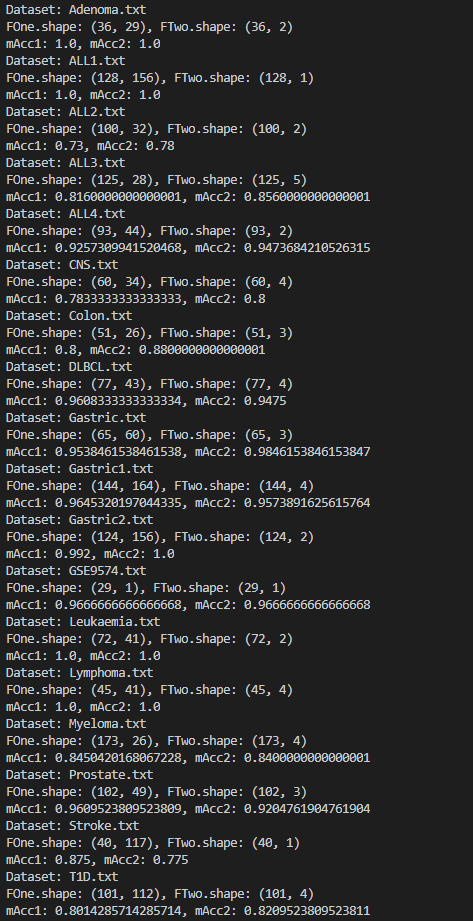 Dataset: Adenoma.txt
FOne.shape: (36, 29), FTwo.shape: (36, 2)
mAcc1: 1.0, mAcc2: 1.0
Dataset: ALL1.txt
FOne.shape: (128, 156), FTwo.shape: (128, 1)
mAcc1: 1.0, mAcc2: 1.0
Dataset: ALL2.txt
FOne.shape: (100, 32), FTwo.shape: (100, 2)
mAcc1: 0.73, mAcc2: 0.78
Dataset: ALL3.txt
FOne.shape: (125, 28), FTwo.shape: (125, 5)
mAcc1: 0.8160000000000001, mAcc2: 0.8560000000000001
Dataset: ALL4.txt
FOne.shape: (93, 44), FTwo.shape: (93, 2)
mAcc1: 0.9257309941520468, mAcc2: 0.9473684210526315
Dataset: CNS.txt
FOne.shape: (60, 34), FTwo.shape: (60, 4)
mAcc1: 0.7833333333333333, mAcc2: 0.8
Dataset: Colon.txt
FOne.shape: (51, 26), FTwo.shape: (51, 3)
mAcc1: 0.8, mAcc2: 0.8800000000000001
Dataset: DLBCL.txt
FOne.shape: (77, 43), FTwo.shape: (77, 4)
mAcc1: 0.9608333333333334, mAcc2: 0.9475
Dataset: Gastric.txt
FOne.shape: (65, 60), FTwo.shape: (65, 3)
mAcc1: 0.9538461538461538, mAcc2: 0.9846153846153847
Dataset: Gastric1.txt
FOne.shape: (144, 164), FTwo.shape: (144, 4)
mAcc1: 0.9645320197044335, mAcc2: 0.9573891625615764
Dataset: Gastric2.txt
FOne.shape: (124, 156), FTwo.shape: (124, 2)
mAcc1: 0.992, mAcc2: 1.0
Dataset: GSE9574.txt
FOne.shape: (29, 1), FTwo.shape: (29, 1)
mAcc1: 0.9666666666666668, mAcc2: 0.9666666666666668
Dataset: Leukaemia.txt
FOne.shape: (72, 41), FTwo.shape: (72, 2)
mAcc1: 1.0, mAcc2: 1.0
Dataset: Lymphoma.txt
FOne.shape: (45, 41), FTwo.shape: (45, 4)
mAcc1: 1.0, mAcc2: 1.0
Dataset: Myeloma.txt
FOne.shape: (173, 26), FTwo.shape: (173, 4)
mAcc1: 0.8450420168067228, mAcc2: 0.8400000000000001
Dataset: Prostate.txt
FOne.shape: (102, 49), FTwo.shape: (102, 3)
mAcc1: 0.9609523809523809, mAcc2: 0.9204761904761904
Dataset: Stroke.txt
FOne.shape: (40, 117), FTwo.shape: (40, 1)
mAcc1: 0.875, mAcc2: 0.775
Dataset: T1D.txt
FOne.shape: (101, 112), FTwo.shape: (101, 4)
mAcc1: 0.8014285714285714, mAcc2: 0.8209523809523811